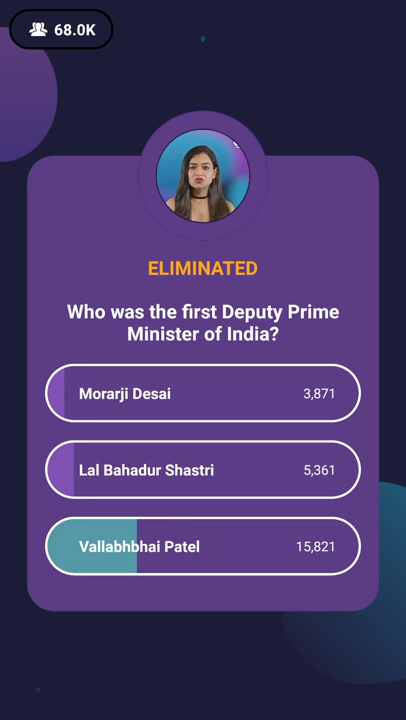 68.0K
ELIMINATED
Who was the first Deputy Prime
Minister of India?
Morarji Desai 3,871
Lal Bahadur Shastri 5,361
Vallabhbhai Patel 15,821